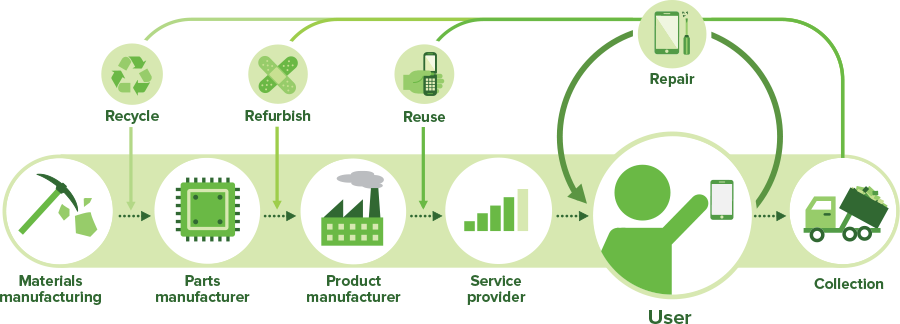 Repair
Recycle
Refurbish
Reuse
Materials
manufacturing
Parts
manufacturer
Product
manufacturer
Service
provider
User
Collection